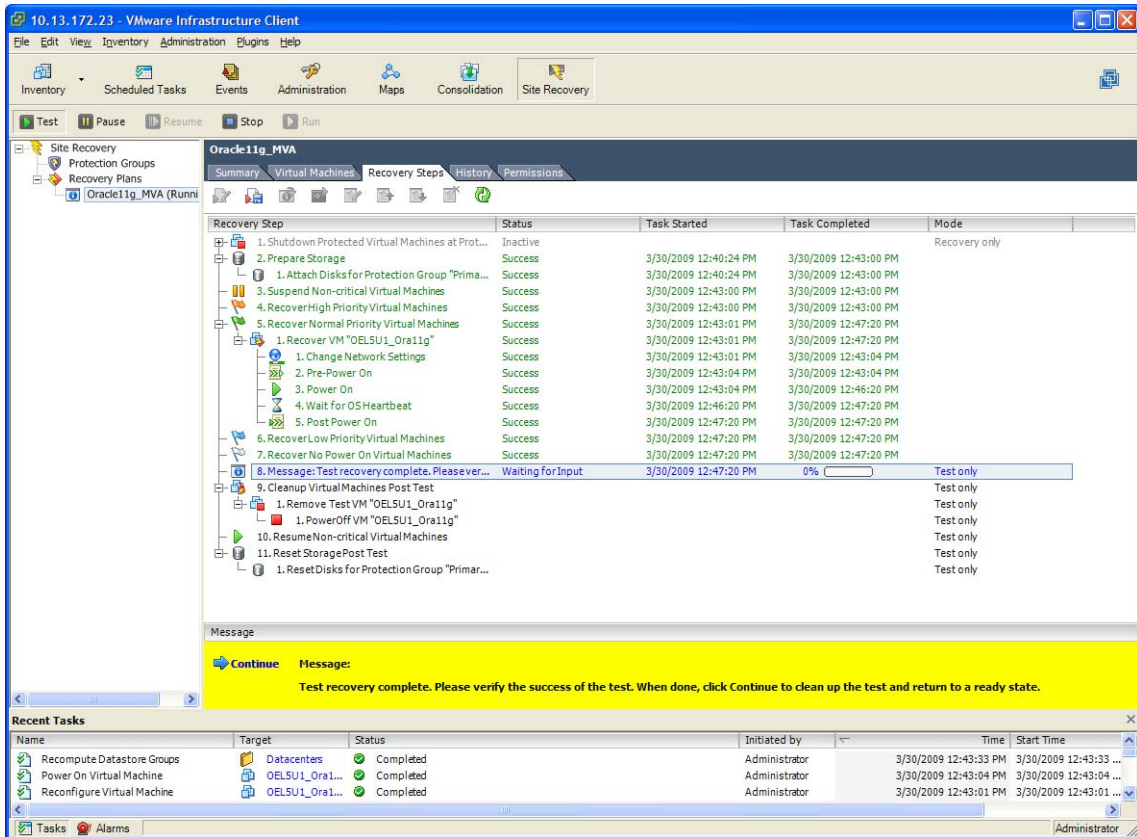 10.13.172.23 - VMware Infrastructure Client
File Edit View Inventory Administration Plugins Help
Inventory Scheduled Tasks Events Administration Maps Consolidation Site Recovery
Test Pause Resume Stop Run
Site Recovery
Protection Groups
Recovery Plans
Oracle11g_MVA (Runni
Oracle11g_MVA
Summary Virtual Machines Recovery Steps History Permissions
Recovery Step Status Task Started Task Completed Mode
1. Shutdown Protected Virtual Machines at Prot... Inactive Recovery only
2. Prepare Storage Success 3/30/2009 12:40:24 PM 3/30/2009 12:43:00 PM
1. Attach Disks for Protection Group "Prima... Success 3/30/2009 12:40:24 PM 3/30/2009 12:43:00 PM
3. Suspend Non-critical Virtual Machines Success 3/30/2009 12:43:00 PM 3/30/2009 12:43:00 PM
4. Recover High Priority Virtual Machines Success 3/30/2009 12:43:00 PM 3/30/2009 12:43:00 PM
5. Recover Normal Priority Virtual Machines Success 3/30/2009 12:43:01 PM 3/30/2009 12:47:20 PM
1. Recover VM "OEL5U1_Ora11g" Success 3/30/2009 12:43:01 PM 3/30/2009 12:47:20 PM
1. Change Network Settings Success 3/30/2009 12:43:01 PM 3/30/2009 12:43:04 PM
2. Pre-Power On Success 3/30/2009 12:43:04 PM 3/30/2009 12:43:04 PM
3. Power On Success 3/30/2009 12:43:04 PM 3/30/2009 12:46:20 PM
4. Wait for OS Heartbeat Success 3/30/2009 12:46:20 PM 3/30/2009 12:47:20 PM
5. Post Power On Success 3/30/2009 12:47:20 PM 3/30/2009 12:47:20 PM
6. Recover Low Priority Virtual Machines Success 3/30/2009 12:47:20 PM 3/30/2009 12:47:20 PM
7. Recover No Power On Virtual Machines Success 3/30/2009 12:47:20 PM 3/30/2009 12:47:20 PM
8. Message: Test recovery complete. Please ver... Waiting for Input 3/30/2009 12:47:20 PM 0% Test only
9. Cleanup Virtual Machines Post Test Test only
1. Remove Test VM "OEL5U1_Ora11g" Test only
1. PowerOff VM "OEL5U1_Ora11g" Test only
10. Resume Non-critical Virtual Machines Test only
11. Reset Storage Post Test Test only
1. Reset Disks for Protection Group "Primar... Test only
Message
Continue Message:
Test recovery complete. Please verify the success of the test. When done, click Continue to clean up the test and return to a ready state.
Recent Tasks
Name Target Status Initiated by Time Start Time
Recompute Datastore Groups Datacenters Completed Administrator 3/30/2009 12:43:33 PM 3/30/2009 12:43:33 ...
Power On Virtual Machine OEL5U1_Ora1... Completed Administrator 3/30/2009 12:43:04 PM 3/30/2009 12:43:04 ...
Reconfigure Virtual Machine OEL5U1_Ora1... Completed Administrator 3/30/2009 12:43:01 PM 3/30/2009 12:43:01 ...
Tasks Alarms Administrator